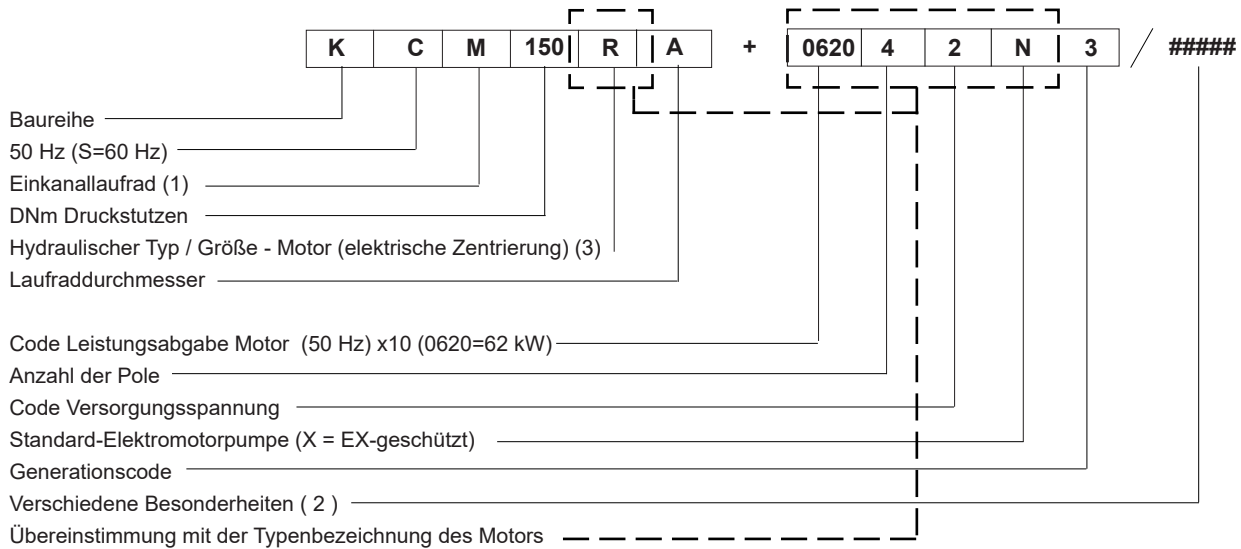 K C M 150 R A + 0620 4 2 N 3 / #####
Baureihe
50 Hz (S=60 Hz)
Einkanallaufrad (1)
DNm Druckstutzen
Hydraulischer Typ / Größe - Motor (elektrische Zentrierung) (3)
Laufraddurchmesser
Code Leistungsabgabe Motor (50 Hz) x10 (0620=62 kW)
Anzahl der Pole
Code Versorgungsspannung
Standard-Elektromotorpumpe (X = EX-geschützt)
Generationscode
Verschiedene Besonderheiten ( 2 )
Übereinstimmung mit der Typenbezeichnung des Motors